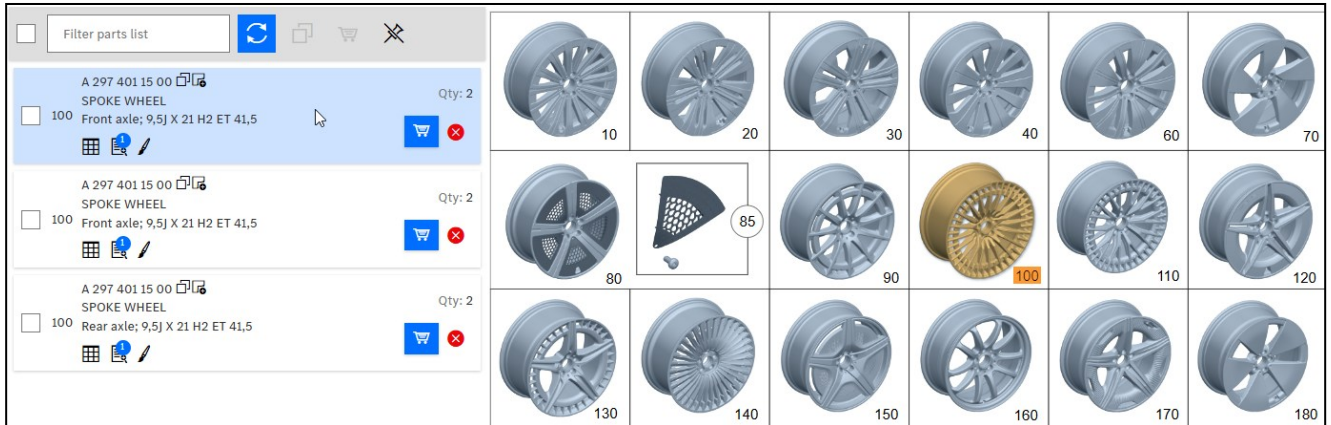 Filter parts list
A 297 401 15 00
SPOKE WHEEL
Qty: 2
100 Front axle; 9,5J X 21 H2 ET 41,5
1
A 297 401 15 00
SPOKE WHEEL
Qty: 2
100 Front axle; 9,5J X 21 H2 ET 41,5
1
A 297 401 15 00
SPOKE WHEEL
Qty: 2
100 Rear axle; 9,5J X 21 H2 ET 41,5
1
10 20 30 40 60 70
80 85 90 100 110 120
130 140 150 160 170 180